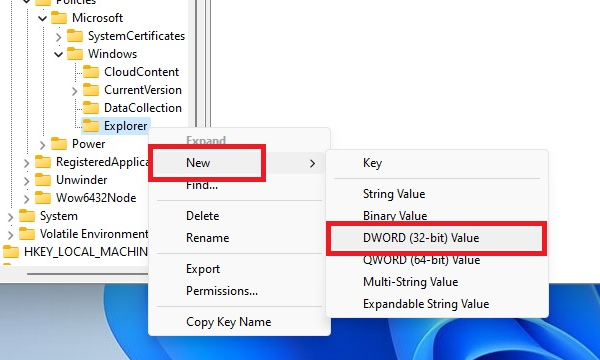 Microsoft
SystemCertificates
Windows
CloudContent
CurrentVersion
DataCollection
Explorer
Power
RegisteredApplica
Unwinder
Wow6432Node
System
Volatile Environment
HKEY_LOCAL_MACHIN
Expand
New
Find...
Delete
Rename
Export
Permissions...
Copy Key Name
Key
String Value
Binary Value
DWORD (32-bit) Value
QWORD (64-bit) Value
Multi-String Value
Expandable String Value